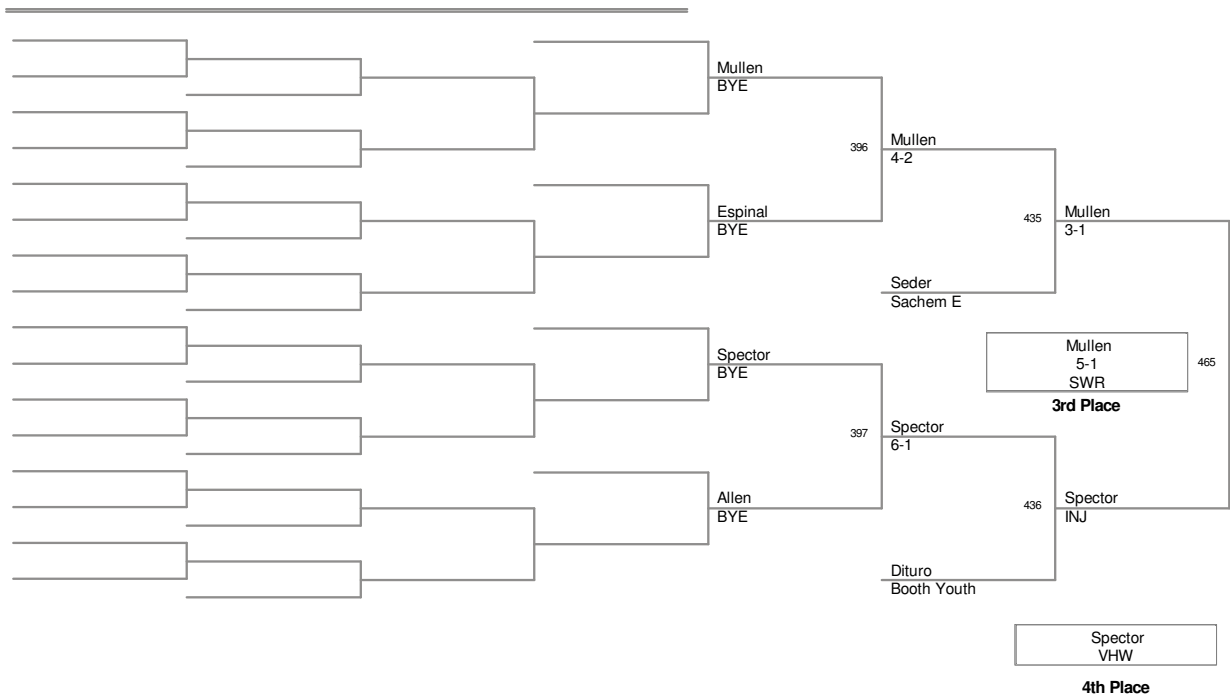 Mullen
BYE
396
Mullen
4-2
Espinal
BYE
435
Mullen
3-1
Seder
Sachem E
Mullen
5-1
SWR
3rd Place
465
Spector
BYE
397
Spector
6-1
Allen
BYE
436
Spector
INJ
Dituro
Booth Youth
Spector
VHW
4th Place